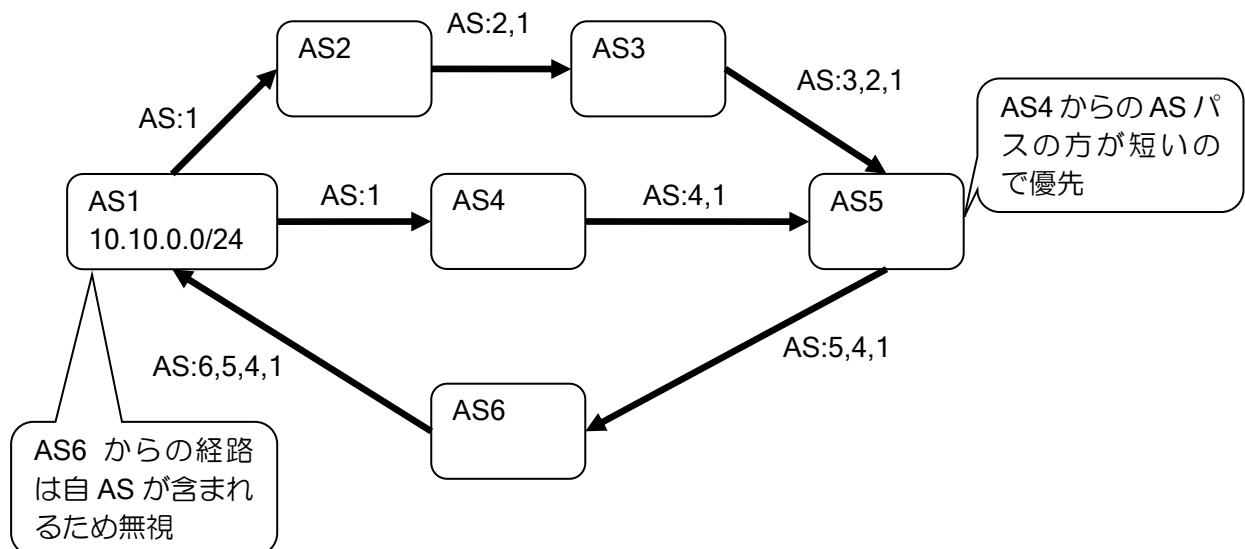 AS:2,1
AS2
AS3
AS:3,2,1
AS4 からの AS パ
スの方が短いの
で優先
AS:1
AS1
10.10.0.0/24
AS:1
AS4
AS:4,1
AS5
AS:6,5,4,1
AS:5,4,1
AS6
AS6 からの経路
は自 AS が含まれ
るため無視